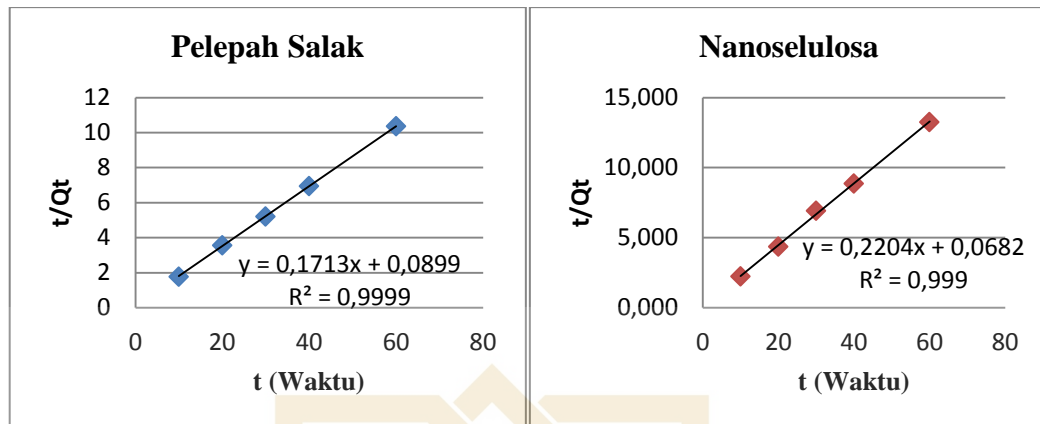 Pelepah Salak
t/Qt
12
10
8
6
4
2
0
y = 0,1713x + 0,0899
R² = 0,9999
0 20 40 60 80
t (Waktu)
Nanoselulosa
t/Qt
15,000
10,000
5,000
0,000
y = 0,2204x + 0,0682
R² = 0,999
0 20 40 60 80
t (Waktu)